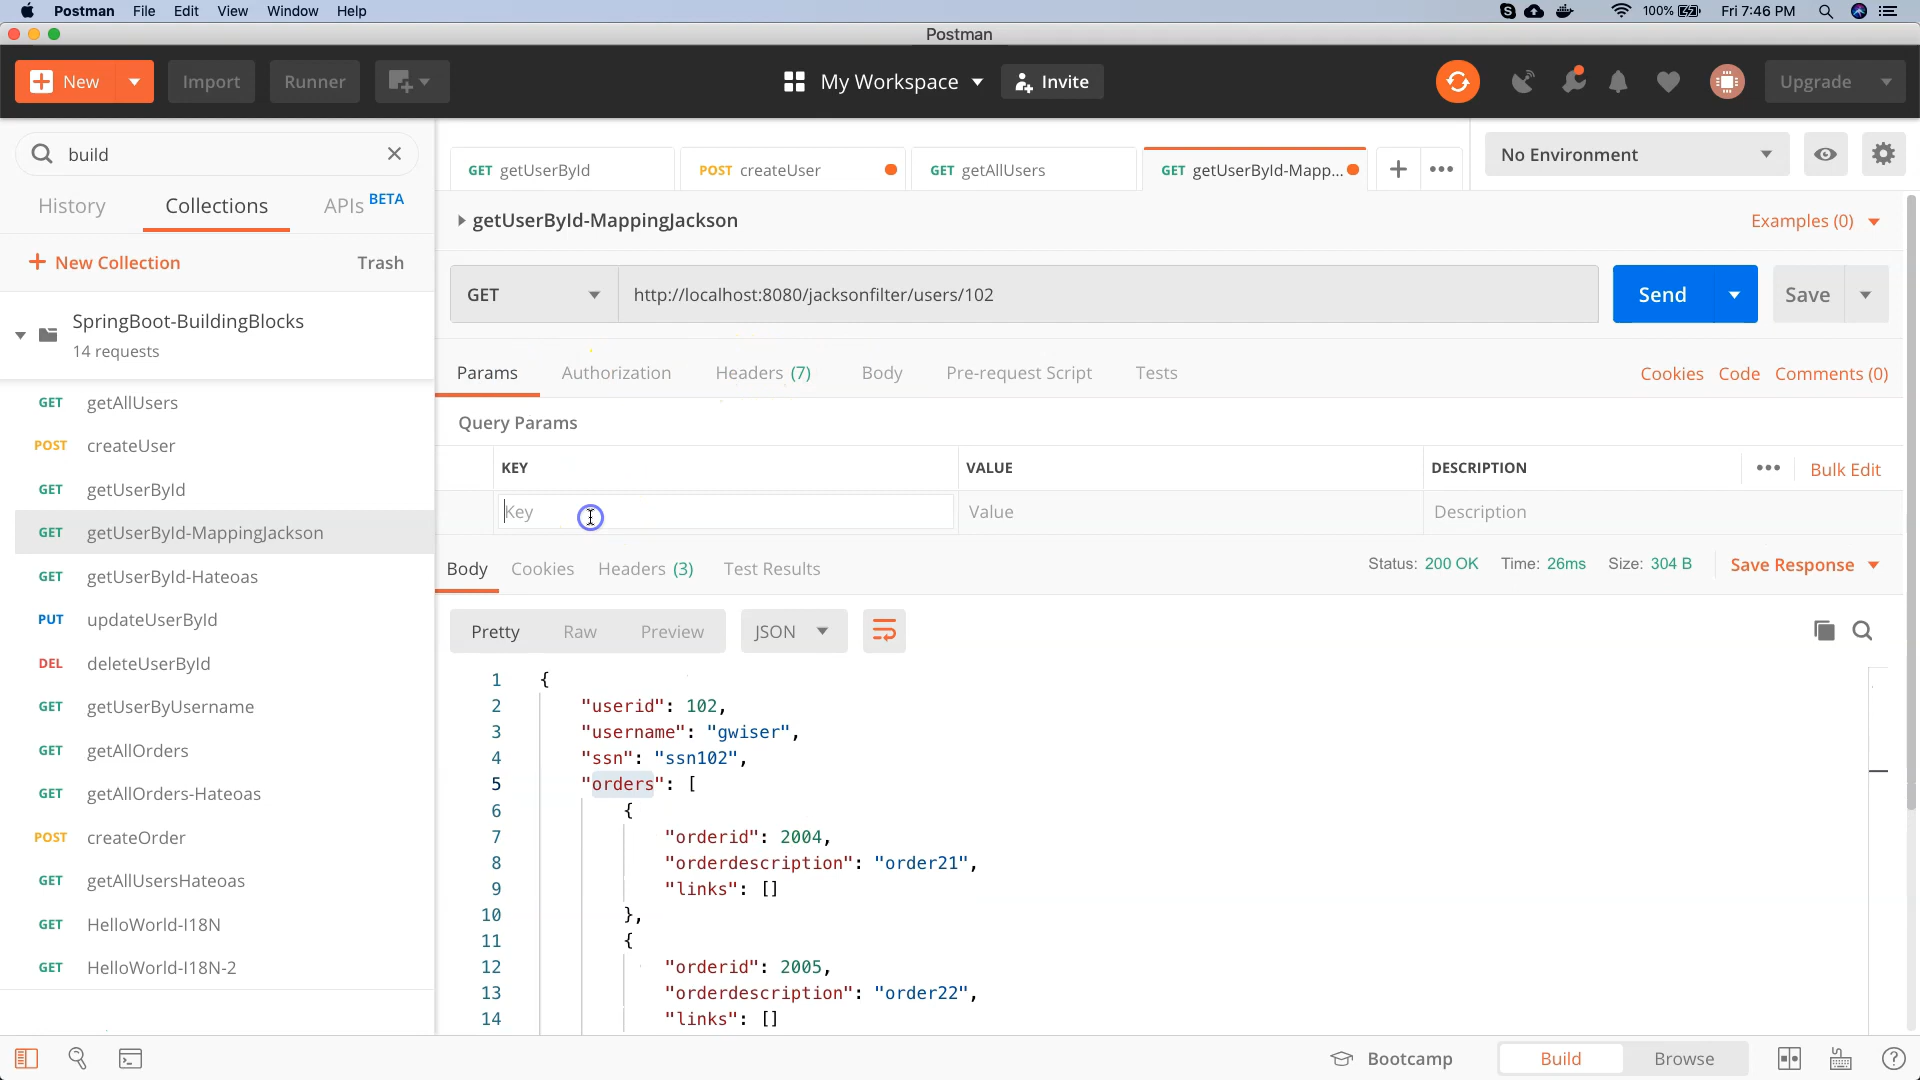 Postman File Edit View Window Help 100% Fri 7:46 PM
Postman
New Import Runner My Workspace Invite Upgrade
build
History Collections APIs BETA
New Collection Trash
SpringBoot-BuildingBlocks
14 requests
GET getAllUsers
POST createUser
GET getUserById
GET getUserById-MappingJackson
GET getUserById-Hateoas
PUT updateUserById
DEL deleteUserById
GET getUserByUsername
GET getAllOrders
GET getAllOrders-Hateoas
POST createOrder
GET getAllUsersHateoas
GET HelloWorld-I18N
GET HelloWorld-I18N-2
GET getUserById POST createUser GET getAllUsers GET getUserById-Mapp... No Environment
getUserById-MappingJackson Examples (0)
GET http://localhost:8080/jacksonfilter/users/102 Send Save
Params Authorization Headers (7) Body Pre-request Script Tests Cookies Code Comments (0)
Query Params
KEY VALUE DESCRIPTION Bulk Edit
Key Value Description
Body Cookies Headers (3) Test Results Status: 200 OK Time: 26ms Size: 304 B Save Response
Pretty Raw Preview JSON
1 {
2 "userid": 102,
3 "username": "gwiser",
4 "ssn": "ssn102",
5 "orders": [
6 {
7 "orderid": 2004,
8 "orderdescription": "order21",
9 "links": []
10 },
11 {
12 "orderid": 2005,
13 "orderdescription": "order22",
14 "links": []
Bootcamp Build Browse